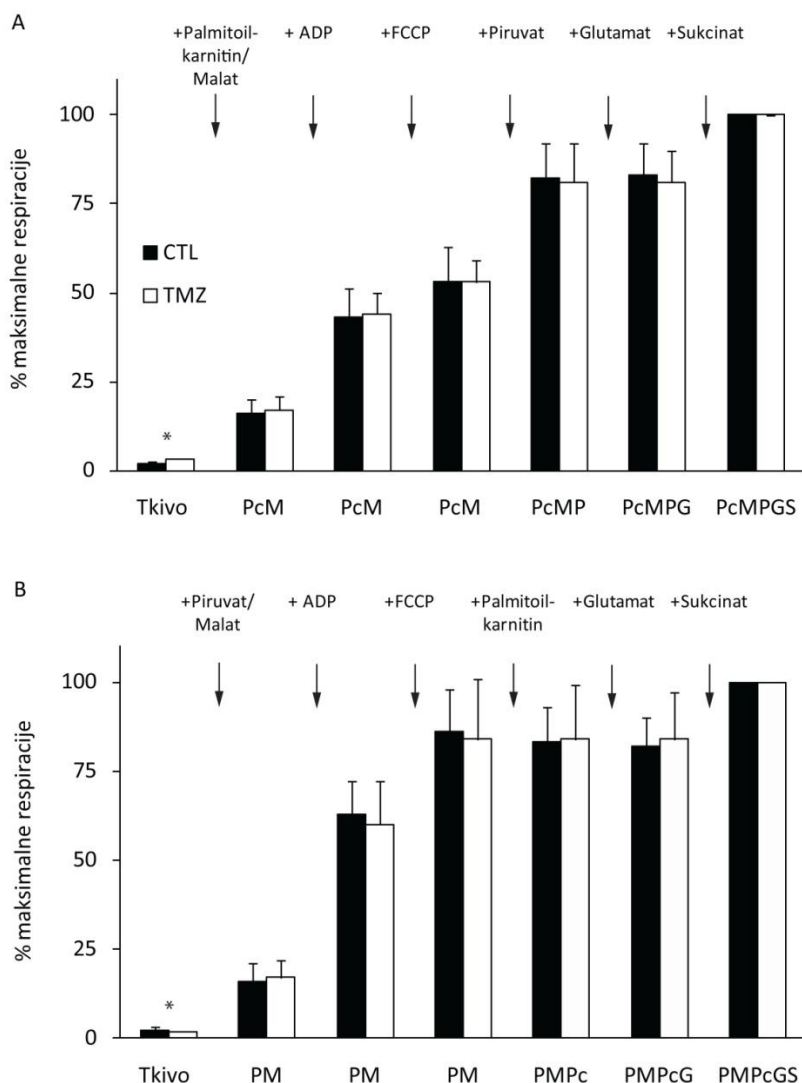 A
+Palmitoil-
karnitin/
Malat
+ ADP
+FCCP
+Piruvat
+Glutamat
+Sukcinat
% maksimalne respiracije
100
75
50
25
0
CTL
TMZ
*
Tkivo PcM PcM PcM PcMP PcMPG PcMPGS
B
+Piruvat/
Malat
+ ADP
+FCCP
+Palmitoil-
karnitin
+Glutamat
+Sukcinat
% maksimalne respiracije
100
75
50
25
0
*
Tkivo PM PM PM PMPc PMPcG PMPcGS